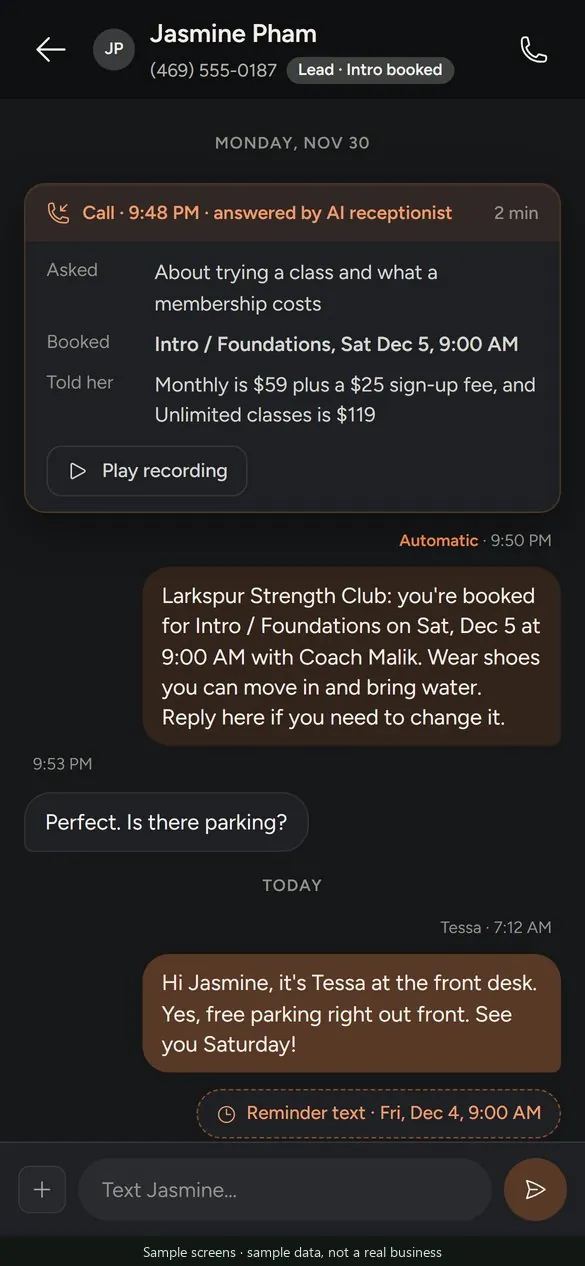 Jasmine Pham
JP
(469) 555-0187 Lead · Intro booked
MONDAY, NOV 30
Call · 9:48 PM · answered by AI receptionist 2 min
Asked About trying a class and what a
membership costs
Booked Intro / Foundations, Sat Dec 5, 9:00 AM
Told her Monthly is $59 plus a $25 sign-up fee, and
Unlimited classes is $119
Play recording
Automatic · 9:50 PM
Larkspur Strength Club: you're booked
for Intro / Foundations on Sat, Dec 5 at
9:00 AM with Coach Malik. Wear shoes
you can move in and bring water.
Reply here if you need to change it.
9:53 PM
Perfect. Is there parking?
TODAY
Tessa · 7:12 AM
Hi Jasmine, it's Tessa at the front desk.
Yes, free parking right out front. See
you Saturday!
Reminder text · Fri, Dec 4, 9:00 AM
Text Jasmine...
Sample screens · sample data, not a real business